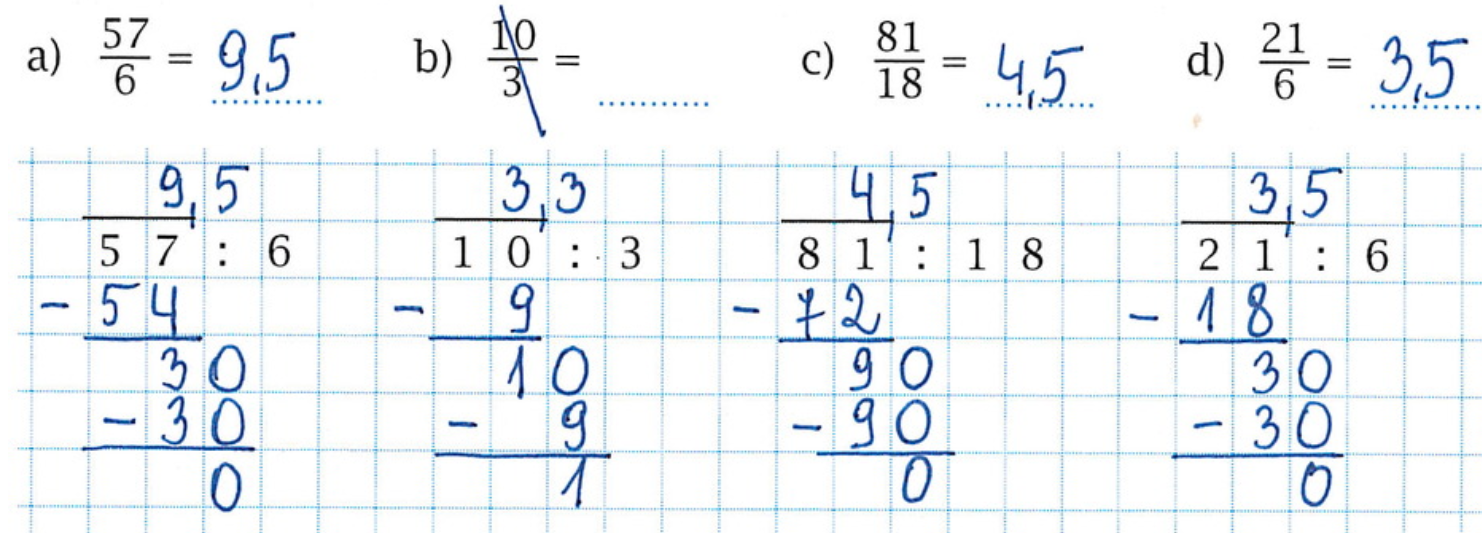 a) 57/6 = 9,5 b) 10/3 = .......... c) 81/18 = 4,5 d) 21/6 = 3,5
9,5 3,3 4,5 3,5
57 : 6 10 : 3 81 : 18 21 : 6
- 54 - 9 - 72 - 18
30 10 90 30
- 30 - 9 - 90 - 30
0 1 0 0